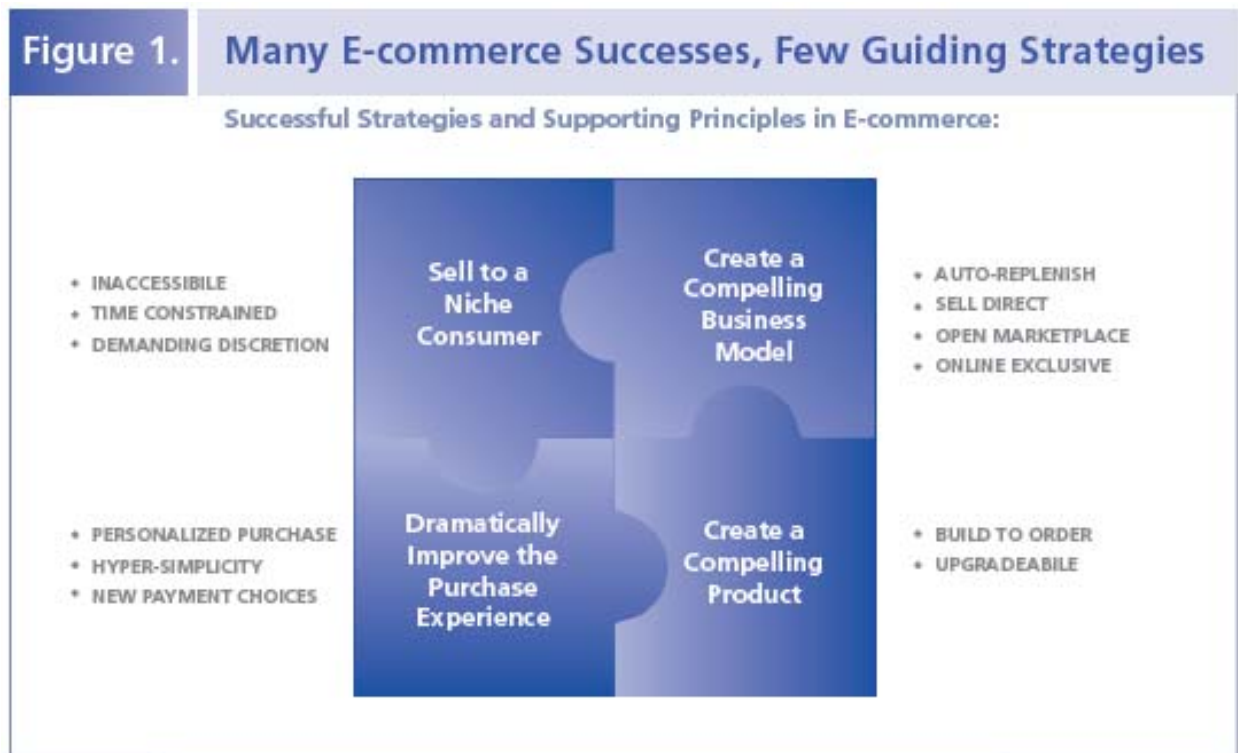 Figure 1.
Many E-commerce Successes, Few Guiding Strategies
Successful Strategies and Supporting Principles in E-commerce:
• INACCESSIBILE
• TIME CONSTRAINED
• DEMANDING DISCRETION
Sell to a
Niche
Consumer
Create a
Compelling
Business
Model
• AUTO-REPLENISH
• SELL DIRECT
• OPEN MARKETPLACE
• ONLINE EXCLUSIVE
• PERSONALIZED PURCHASE
• HYPER-SIMPLICITY
• NEW PAYMENT CHOICES
Dramatically
Improve the
Purchase
Experience
Create a
Compelling
Product
• BUILD TO ORDER
• UPGRADEABILE